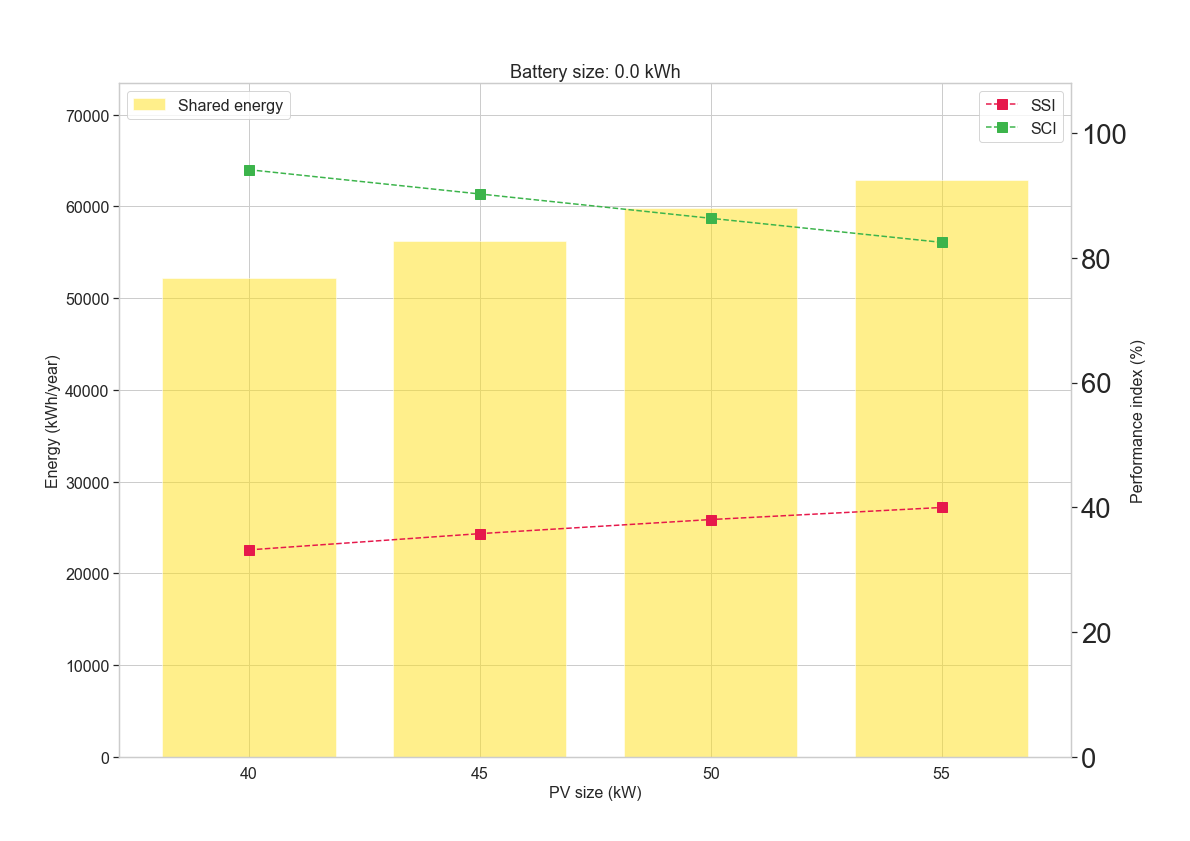 Battery size: 0.0 kWh
Shared energy
SSI
SCI
70000
60000
50000
40000
30000
20000
10000
0
Energy (kWh/year)
100
80
60
40
20
0
Performance index (%)
40
45
50
55
PV size (kW)